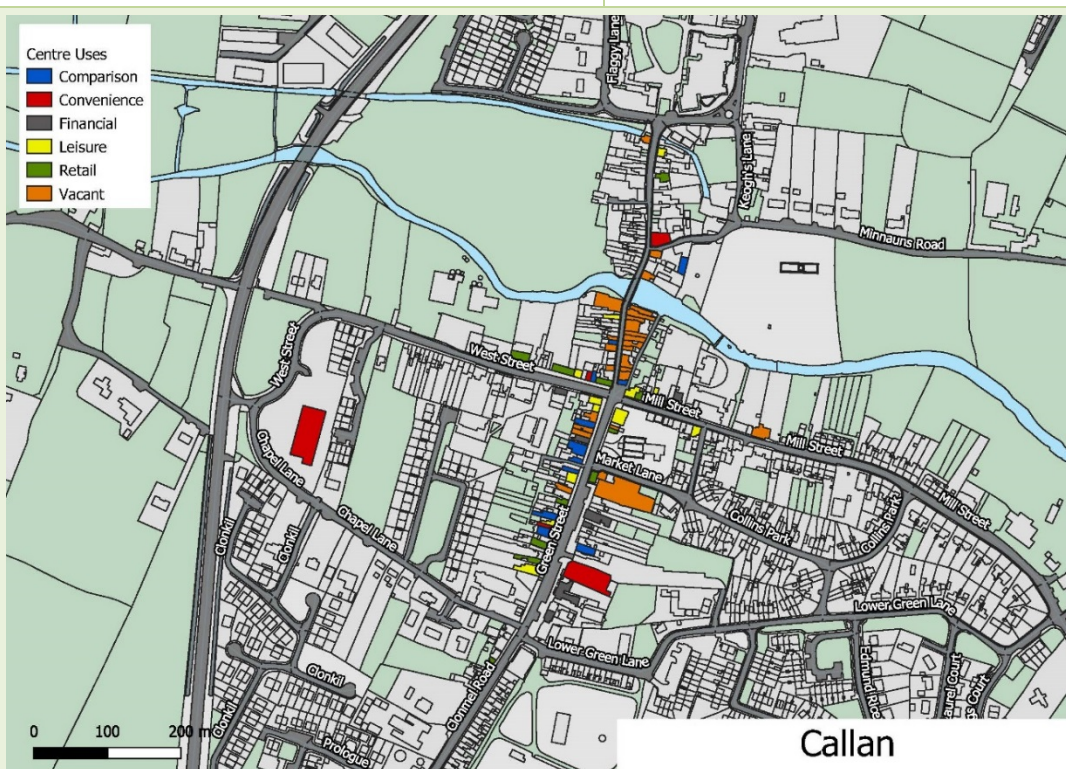 Centre Uses
Comparison
Convenience
Financial
Leisure
Retail
Vacant
Flaggy Lane
Keogh's Lane
Minnauns Road
West Street
West Street
Mill Street
Mill Street
Mill Street
Market Lane
Collins Park
Collins Park
Chapel Lane
Chapel Lane
Green Street
Clonkil
Clonkil
Clonkil
Clonkil
Lower Green Lane
Lower Green Lane
Clonmel Road
Prologue
Laurel Court
Court
0 100 200 m
Callan